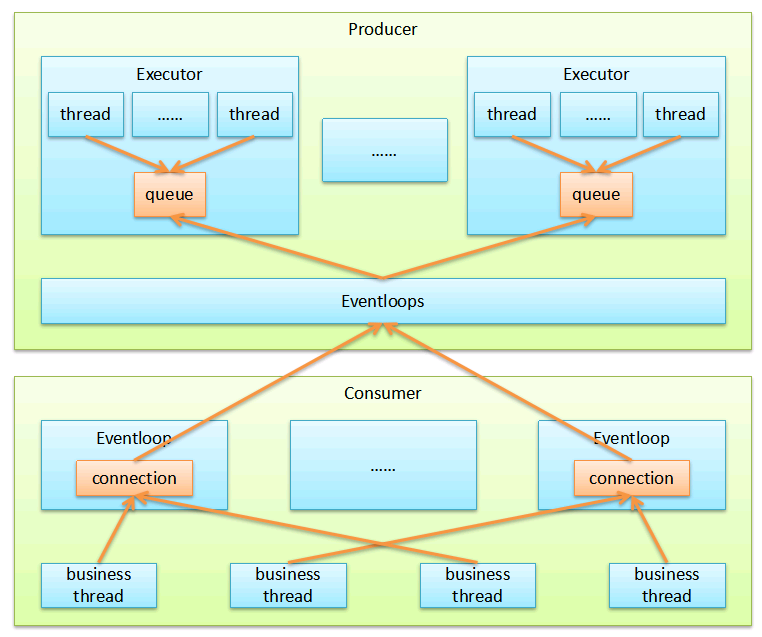 Producer
Executor
thread
......
thread
queue
......
Executor
thread
......
thread
queue
Eventloops
Consumer
Eventloop
connection
......
Eventloop
connection
business
thread
business
thread
business
thread
business
thread